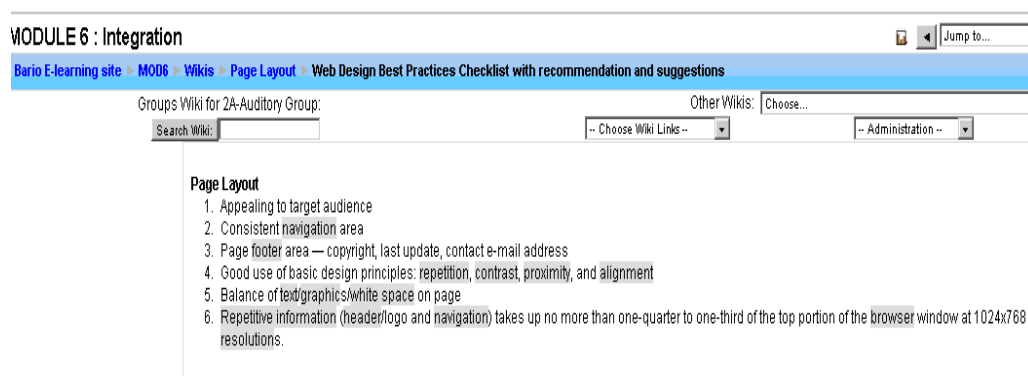 MODULE 6 : Integration
Jump to...
Bario E-learning site ► MOD6 ► Wikis ► Page Layout ► Web Design Best Practices Checklist with recommendation and suggestions
Groups Wiki for 2A-Auditory Group:
Other Wikis: Choose...
Search Wiki:
-- Choose Wiki Links --
-- Administration --
Page Layout
1. Appealing to target audience
2. Consistent navigation area
3. Page footer area — copyright, last update, contact e-mail address
4. Good use of basic design principles: repetition, contrast, proximity, and alignment
5. Balance of text/graphics/white space on page
6. Repetitive information (header/logo and navigation) takes up no more than one-quarter to one-third of the top portion of the browser window at 1024x768
resolutions.